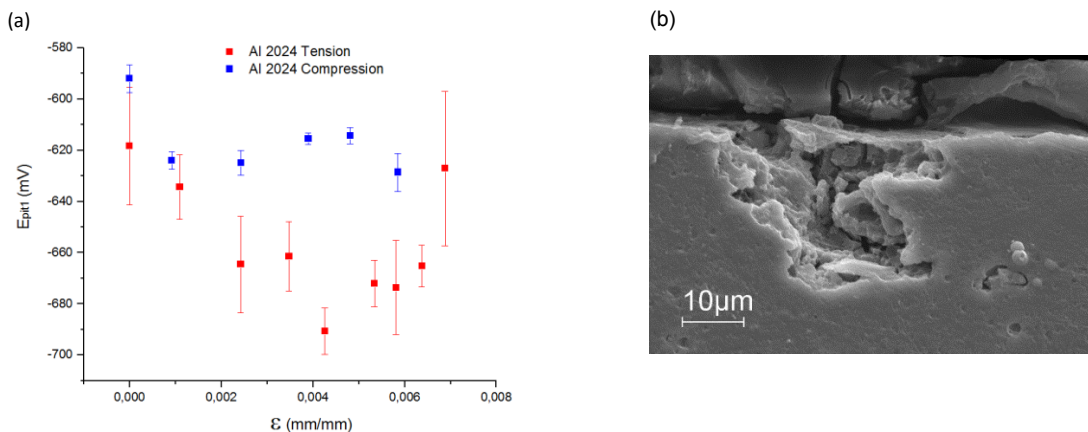 (a)
Al 2024 Tension
Al 2024 Compression
-580
-600
-620
-640
-660
-680
-700
Epit1 (mV)
0,000
0,002
0,004
0,006
0,008
ε (mm/mm)
(b)
10µm